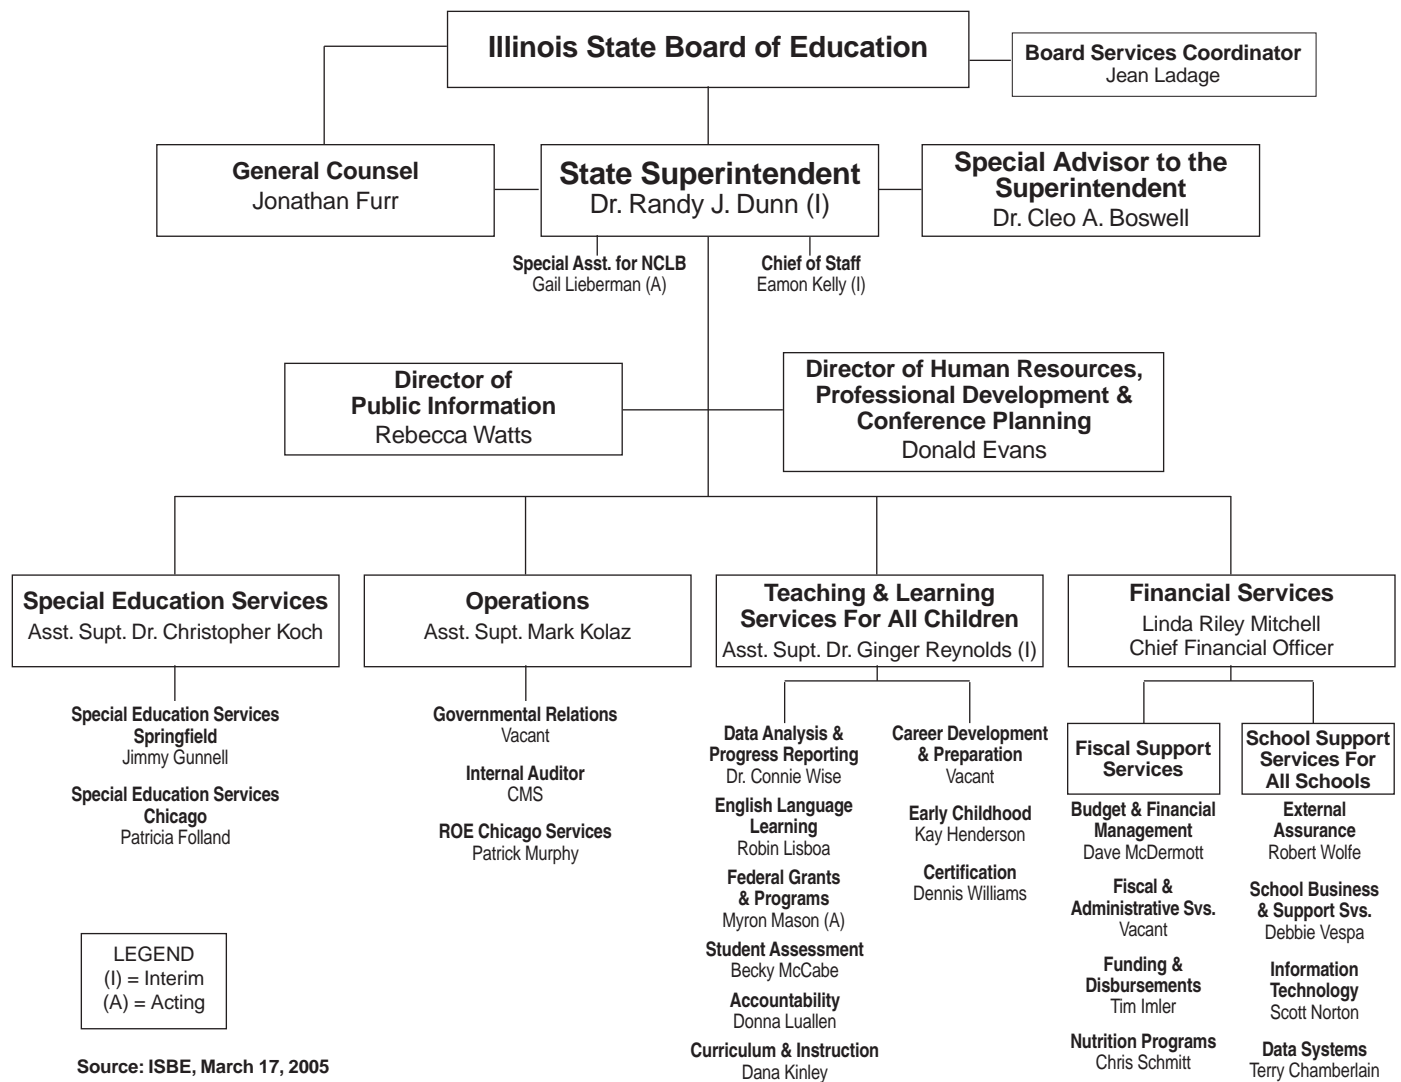 Illinois State Board of Education
Board Services Coordinator
Jean Ladage
General Counsel
Jonathan Furr
State Superintendent
Dr. Randy J. Dunn (I)
Special Advisor to the
Superintendent
Dr. Cleo A. Boswell
Special Asst. for NCLB
Gail Lieberman (A)
Chief of Staff
Eamon Kelly (I)
Director of
Public Information
Rebecca Watts
Director of Human Resources,
Professional Development &
Conference Planning
Donald Evans
Special Education Services
Asst. Supt. Dr. Christopher Koch
Special Education Services
Springfield
Jimmy Gunnell
Special Education Services
Chicago
Patricia Folland
Operations
Asst. Supt. Mark Kolaz
Governmental Relations
Vacant
Internal Auditor
CMS
ROE Chicago Services
Patrick Murphy
Teaching & Learning
Services For All Children
Asst. Supt. Dr. Ginger Reynolds (I)
Data Analysis &
Progress Reporting
Dr. Connie Wise
English Language
Learning
Robin Lisboa
Federal Grants
& Programs
Myron Mason (A)
Student Assessment
Becky McCabe
Accountability
Donna Luallen
Curriculum & Instruction
Dana Kinley
Career Development
& Preparation
Vacant
Early Childhood
Kay Henderson
Certification
Dennis Williams
Financial Services
Linda Riley Mitchell
Chief Financial Officer
Fiscal Support
Services
Budget & Financial
Management
Dave McDermott
Fiscal &
Administrative Svs.
Vacant
Funding &
Disbursements
Tim Imler
Nutrition Programs
Chris Schmitt
School Support
Services For
All Schools
External
Assurance
Robert Wolfe
School Business
& Support Svs.
Debbie Vespa
Information
Technology
Scott Norton
Data Systems
Terry Chamberlain
LEGEND
(I) = Interim
(A) = Acting
Source: ISBE, March 17, 2005